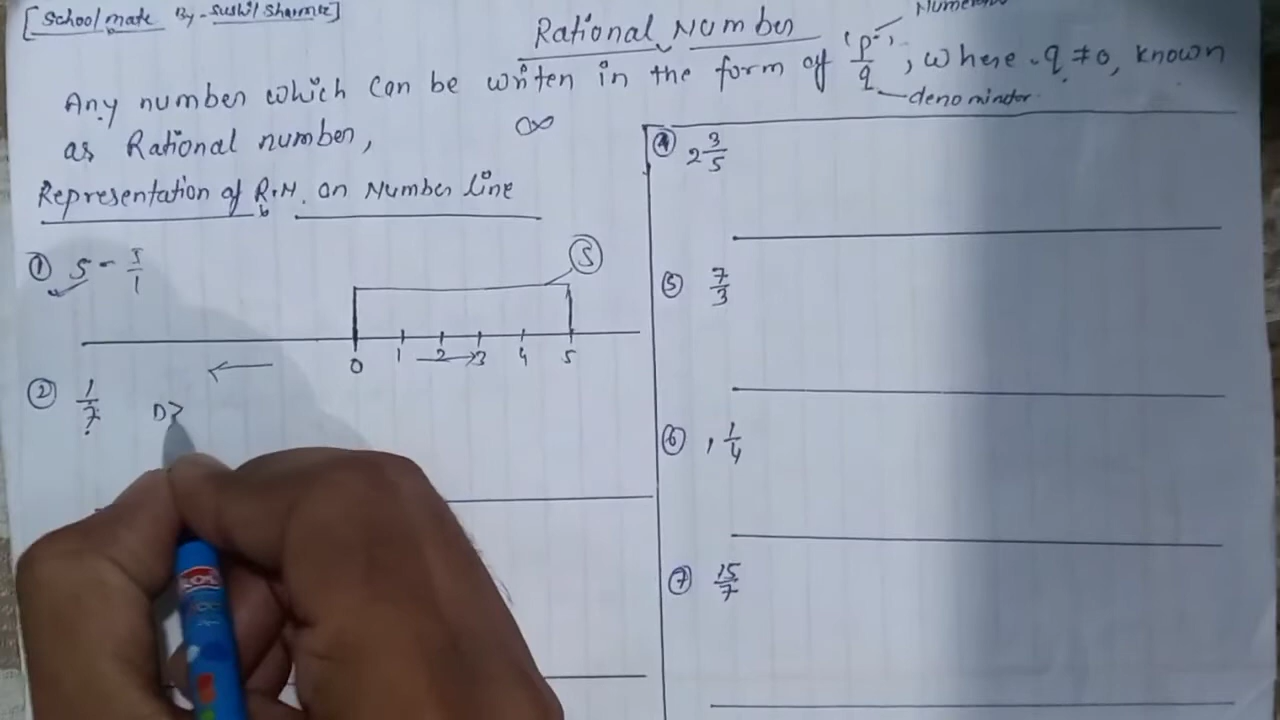 [School mate By - Sushil Sharma]
Rational Number
Any number which can be writen in the form of 'p/q', where q ≠ 0, known
denominator
as Rational number, ∞
Representation of R.N. on Number line
① 5 - 5/1
⑤
0 1 2 3 4 5
② 1/7 D>
④ 2 3/5
⑤ 7/3
⑥ , 1/4
⑦ 15/7